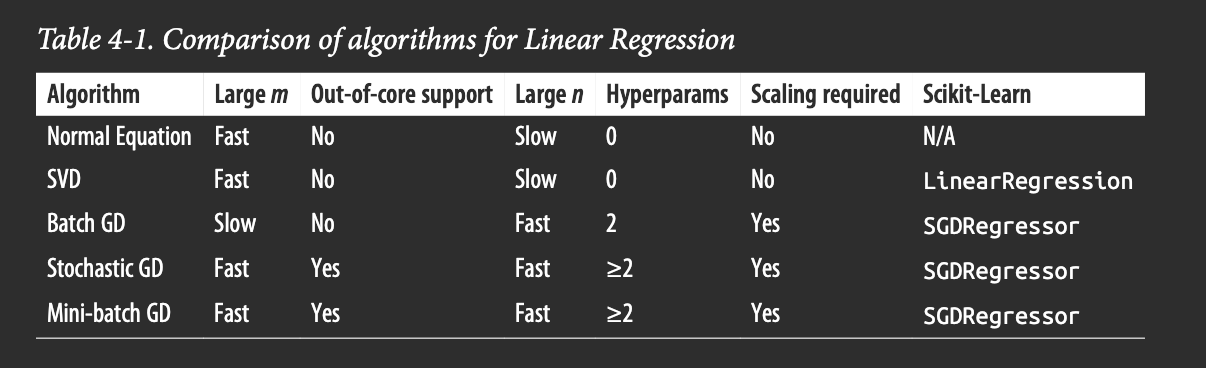 Table 4-1. Comparison of algorithms for Linear Regression
Algorithm Large m Out-of-core support Large n Hyperparams Scaling required Scikit-Learn
Normal Equation Fast No Slow 0 No N/A
SVD Fast No Slow 0 No LinearRegression
Batch GD Slow No Fast 2 Yes SGDRegressor
Stochastic GD Fast Yes Fast ≥2 Yes SGDRegressor
Mini-batch GD Fast Yes Fast ≥2 Yes SGDRegressor